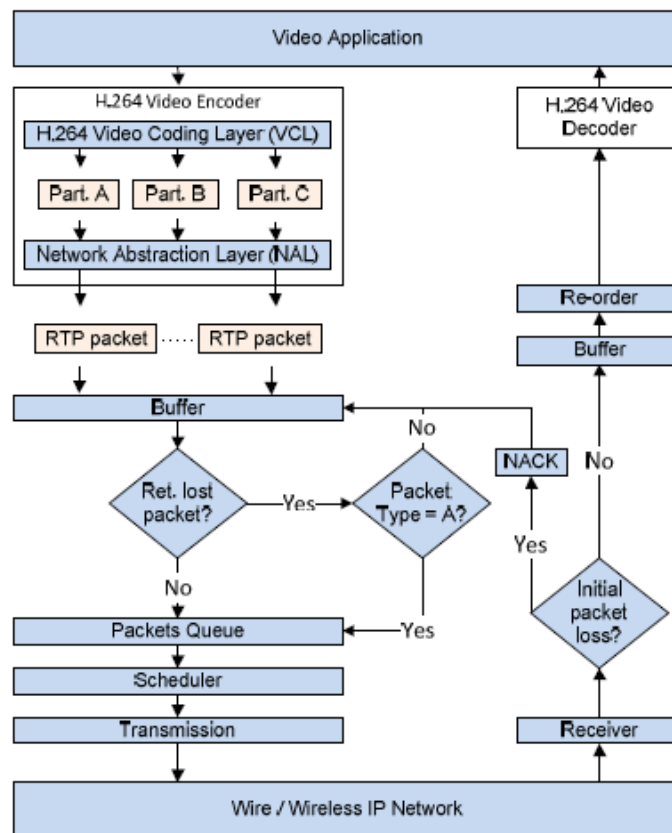 Video Application
H.264 Video Encoder
H.264 Video Coding Layer (VCL)
Part. A
Part. B
Part. C
Network Abstraction Layer (NAL)
RTP packet
......
RTP packet
Buffer
Ret. lost
packet?
Yes
No
Packet
Type = A?
No
Yes
Packets Queue
Scheduler
Transmission
Wire / Wireless IP Network
H.264 Video
Decoder
Re-order
Buffer
NACK
No
Yes
Initial
packet
loss?
Receiver